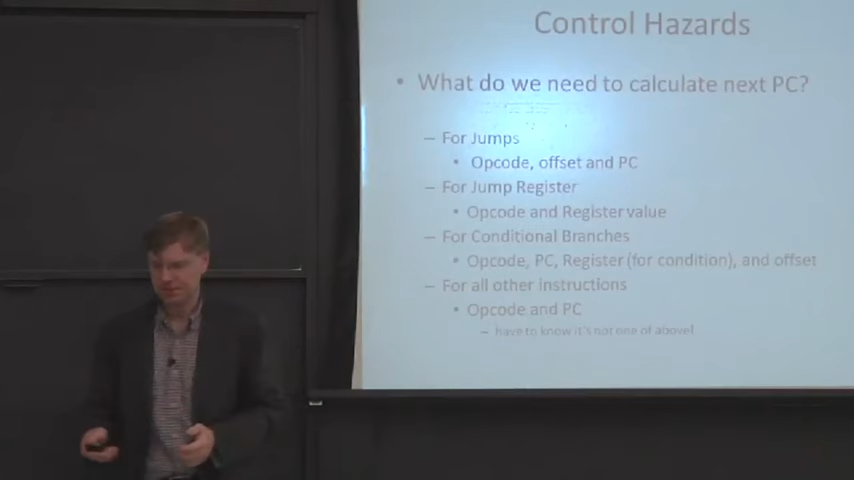 Control Hazards
• What do we need to calculate next PC?
– For Jumps
• Opcode, offset and PC
– For Jump Register
• Opcode and Register value
– For Conditional Branches
• Opcode, PC, Register (for condition), and offset
– For all other instructions
• Opcode and PC
– have to know it's not one of above!